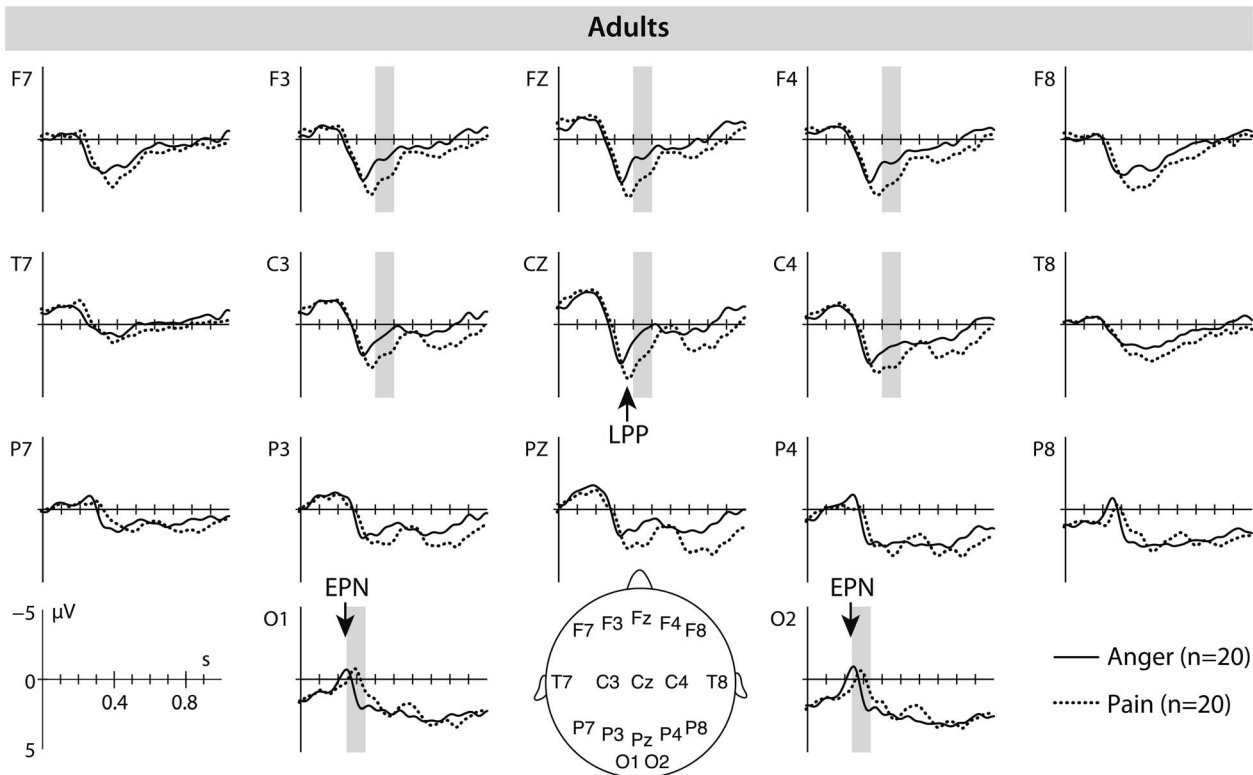 Adults
F7 F3 FZ F4 F8
T7 C3 CZ C4 T8
LPP
P7 P3 PZ P4 P8
EPN EPN
−5 μV O1 O2
s
0
0.4 0.8
5
F7 F3 Fz F4 F8
T7 C3 Cz C4 T8
P7 P3 Pz P4 P8
O1 O2
Anger (n=20)
Pain (n=20)